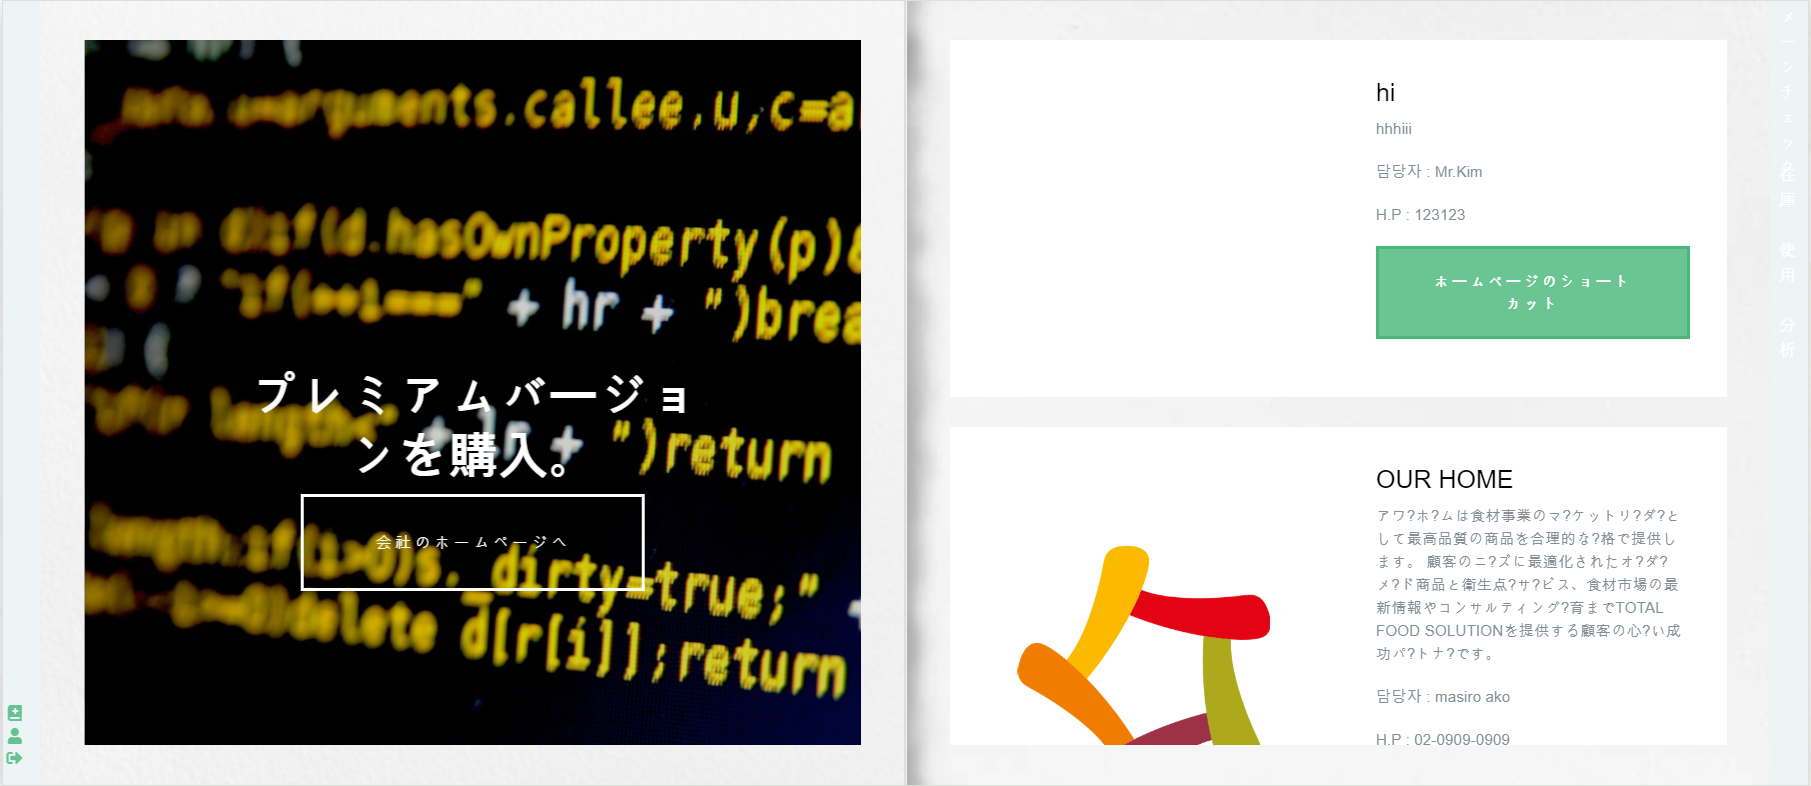 arguments.callee,u,c=a
(d.hasOwnProperty(p)&
+ hr + ")brea
プレミアムバージョ
ンを購入。
lengths" + lr + ")return
会社のホームページへ
dirty=true;"
delete d[r[i]];return
hi
hhhiii
담당자 : Mr.Kim
H.P : 123123
ホームページのショート
カット
OUR HOME
アワ?ホ?ムは食材事業のマ?ケットリ?ダ?と
して最高品質の商品を合理的な?格で提供し
ます。 顧客のニ?ズに最適化されたオ?ダ?
メ?ド商品と衛生点?サ?ビス、食材市場の最
新情報やコンサルティング?育までTOTAL
FOOD SOLUTIONを提供する顧客の心?い成
功パ?トナ?です。
담당자 : masiro ako
H.P : 02-0909-0909
在庫
使用
分析